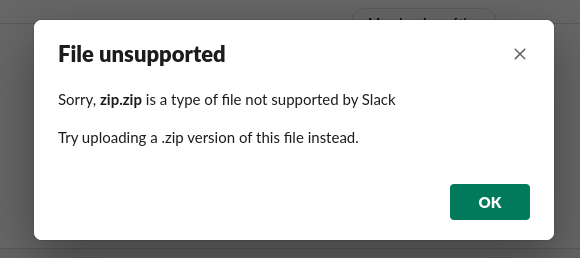 File unsupported
Sorry, zip.zip is a type of file not supported by Slack
Try uploading a .zip version of this file instead.
OK